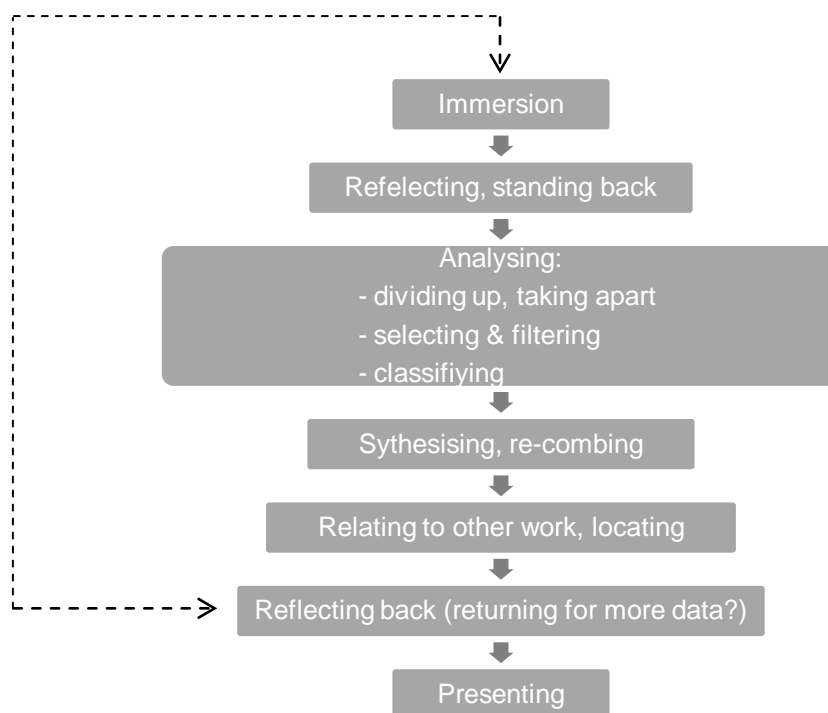 Immersion
Refelecting, standing back
Analysing:
- dividing up, taking apart
- selecting & filtering
- classifiying
Sythesising, re-combing
Relating to other work, locating
Reflecting back (returning for more data?)
Presenting